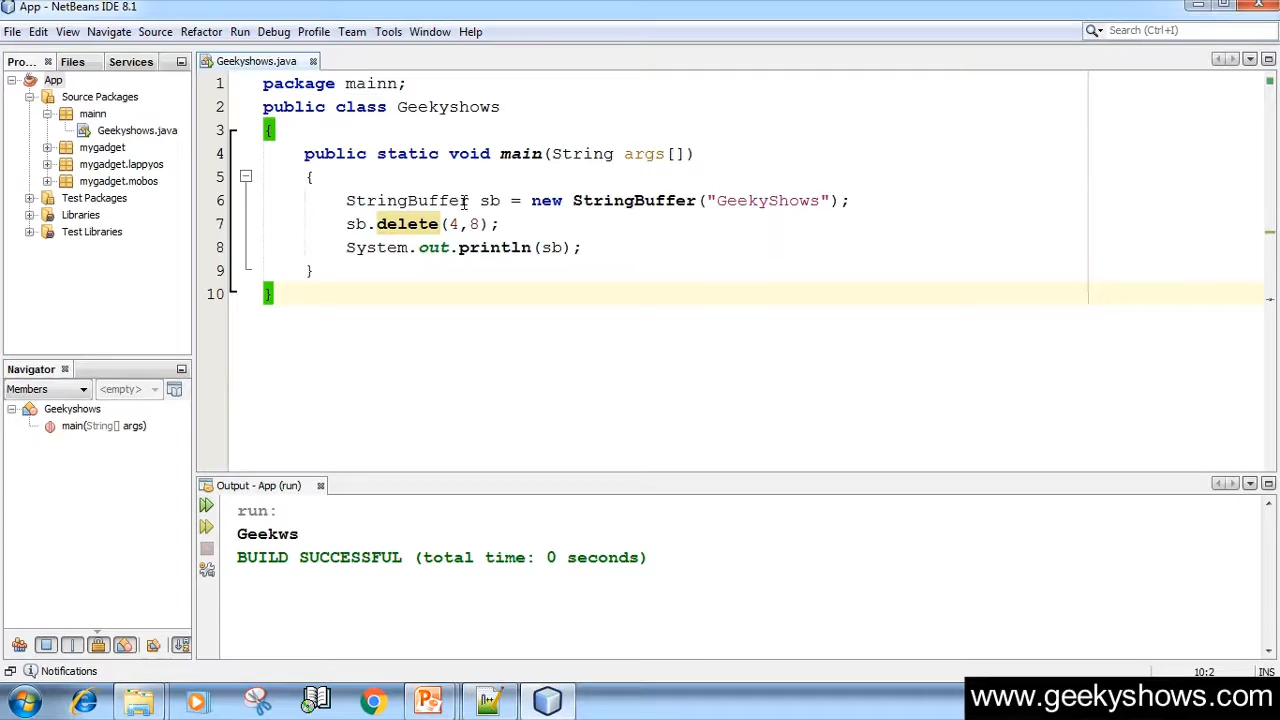 App - NetBeans IDE 8.1
File Edit View Navigate Source Refactor Run Debug Profile Team Tools Window Help
Search (Ctrl+I)
Pro... Files Services
App
Source Packages
mainn
Geekyshows.java
mygadget
mygadget.lappyos
mygadget.mobos
Test Packages
Libraries
Test Libraries
Geekyshows.java
1 package mainn;
2 public class Geekyshows
3 {
4 public static void main(String args[])
5 {
6 StringBuffer sb = new StringBuffer("GeekyShows");
7 sb.delete(4,8);
8 System.out.println(sb);
9 }
10 }
Navigator
Members <empty>
Geekyshows
main(String[] args)
Output - App (run)
run:
Geekws
BUILD SUCCESSFUL (total time: 0 seconds)
Notifications
10:2 INS
www.geekyshows.com